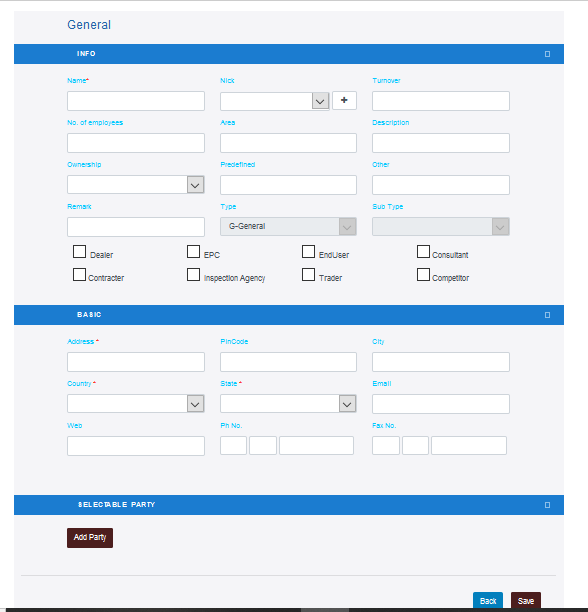 General
INFO
Name* Nick Turnover
+
No. of employees Area Description
Ownership Predefined Other
Remark Type Sub Type
G-General
Dealer EPC EndUser Consultant
Contracter Inspection Agency Trader Competitor
BASIC
Address * PinCode City
Country * State * Email
Web Ph No. Fax No.
SELECTABLE PARTY
Add Party
Back Save